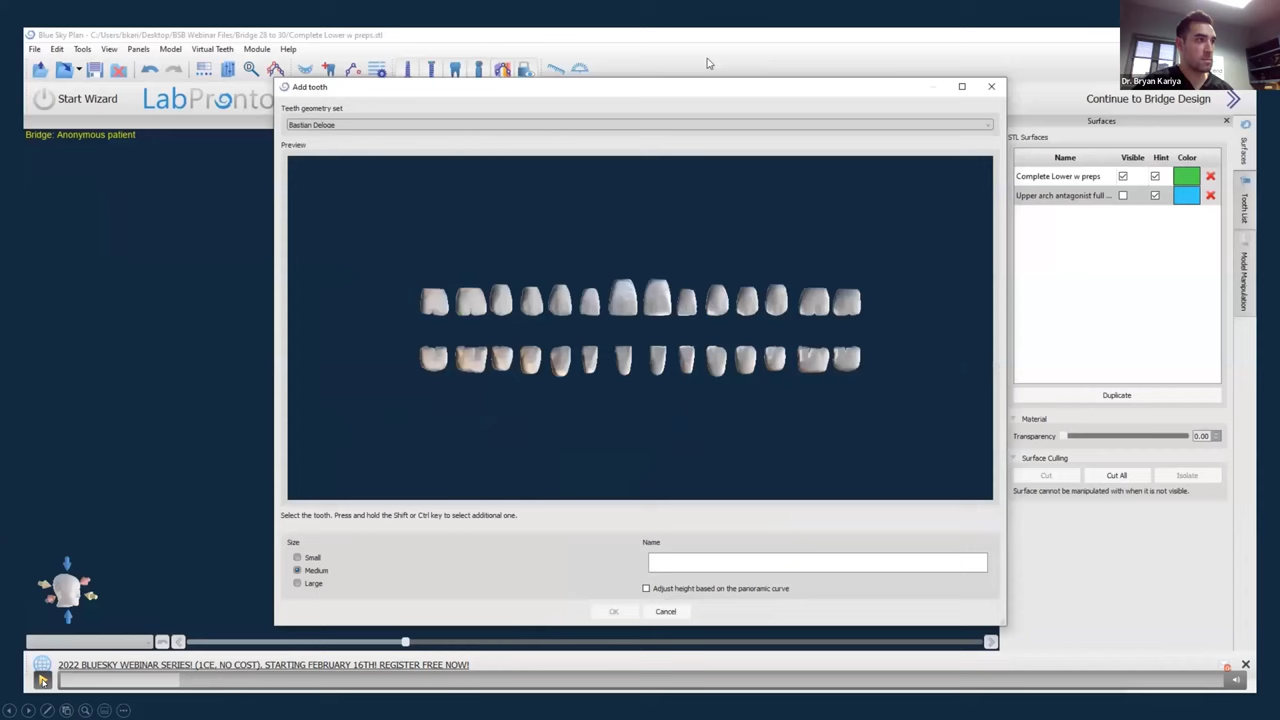 Blue Sky Plan - C:/Users/bkari/Desktop/BSB Webinar Files/Bridge 28 to 30/Complete Lower w preps.stl
File Edit Tools View Panels Model Virtual Teeth Module Help
Start Wizard
LabPronto
Continue to Bridge Design
Dr. Bryan Kariya
Bridge: Anonymous patient
Add tooth
Teeth geometry set
Bastian Deloge
Preview
Select the tooth. Press and hold the Shift or Ctrl key to select additional one.
Size
Small
Medium
Large
Name
Adjust height based on the panoramic curve
OK
Cancel
Surfaces
STL Surfaces
Name Visible Hint Color
Complete Lower w preps
Upper arch antagonist full ...
Duplicate
Material
Transparency
0.00
Surface Culling
Cut
Cut All
Isolate
Surface cannot be manipulated with when it is not visible.
Surfaces
Tooth List
Model Manipulation
2022 BLUESKY WEBINAR SERIES! (1CE, NO COST), STARTING FEBRUARY 16TH! REGISTER FREE NOW!